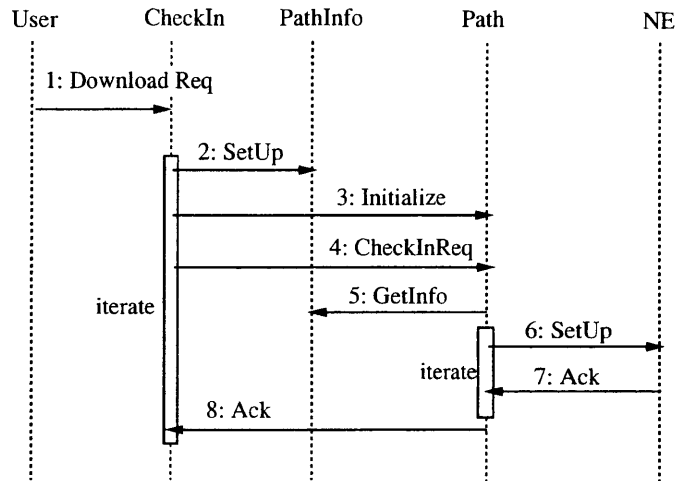 User CheckIn PathInfo Path NE
1: Download Req
2: SetUp
3: Initialize
4: CheckInReq
iterate
5: GetInfo
6: SetUp
iterate
7: Ack
8: Ack